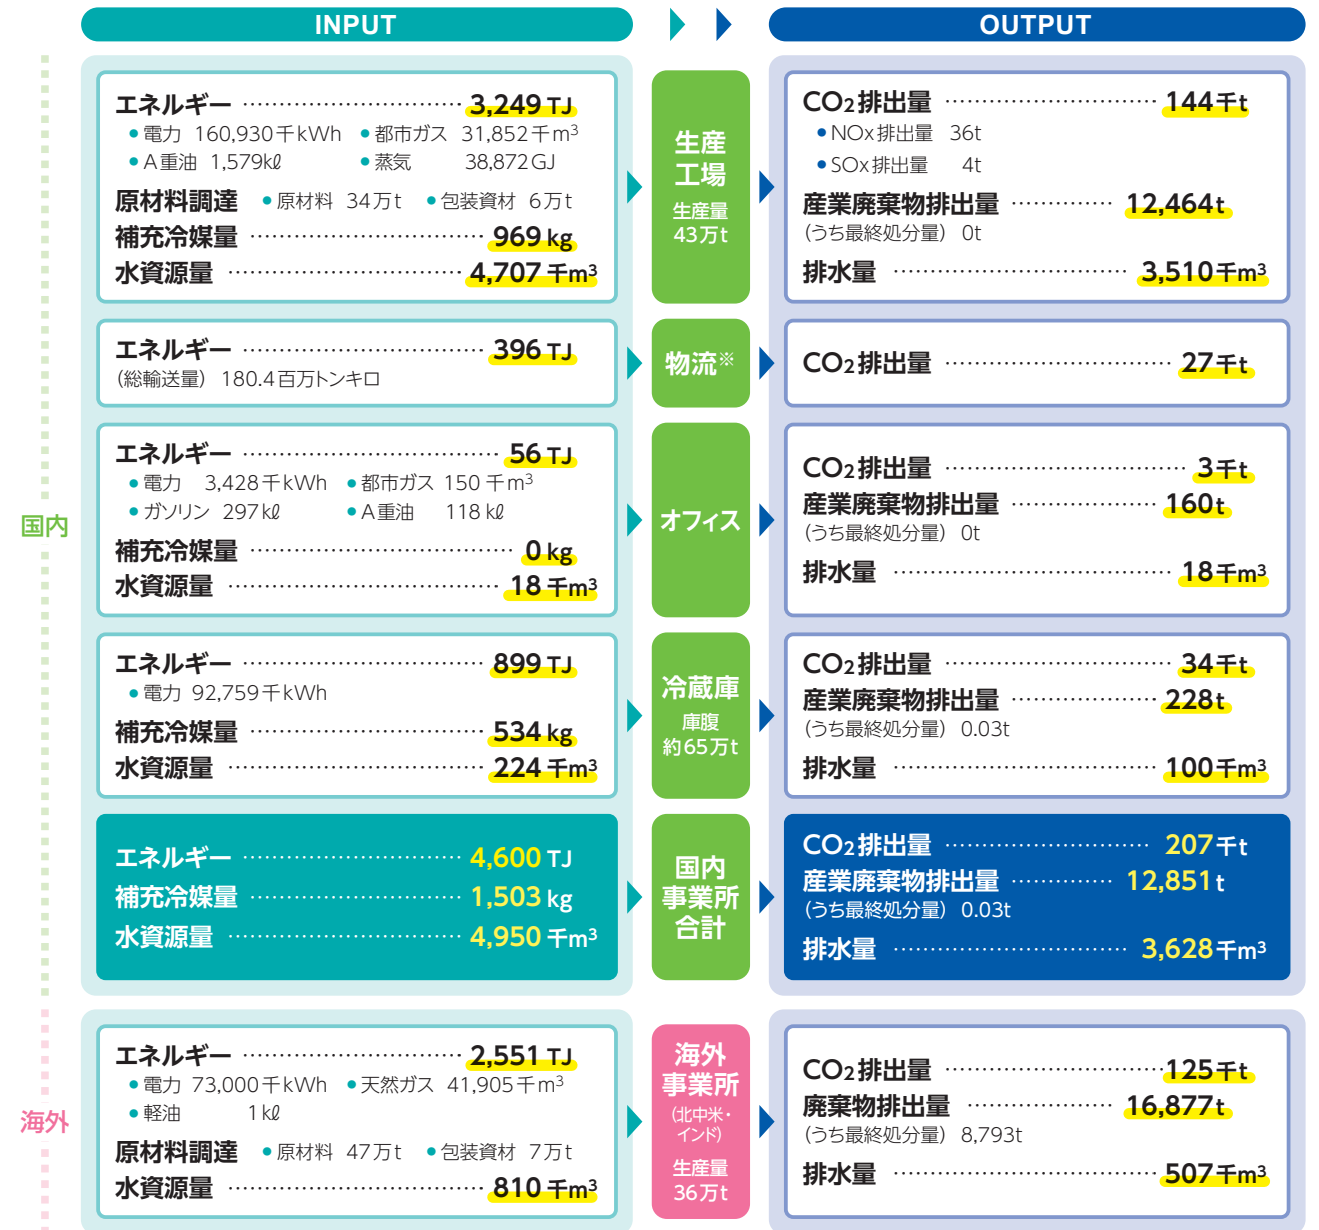 INPUT
OUTPUT
国内
エネルギー 3,249 TJ
●電力 160,930千kWh ●都市ガス 31,852千m³
●A重油 1,579kℓ ●蒸気 38,872GJ
原材料調達 ●原材料 34万t ●包装資材 6万t
補充冷媒量 969 kg
水資源量 4,707 千m³
生産
工場
生産量
43万t
CO₂排出量 144千t
●NOx排出量 36t
●SOx排出量 4t
産業廃棄物排出量 12,464t
(うち最終処分量) 0t
排水量 3,510千m³
エネルギー 396 TJ
(総輸送量) 180.4百万トンキロ
物流※
CO₂排出量 27千t
エネルギー 56 TJ
●電力 3,428千kWh ●都市ガス 150千m³
●ガソリン 297kℓ ●A重油 118kℓ
補充冷媒量 0 kg
水資源量 18 千m³
オフィス
CO₂排出量 3千t
産業廃棄物排出量 160t
(うち最終処分量) 0t
排水量 18千m³
エネルギー 899 TJ
●電力 92,759千kWh
補充冷媒量 534 kg
水資源量 224 千m³
冷蔵庫
庫腹
約65万t
CO₂排出量 34千t
産業廃棄物排出量 228t
(うち最終処分量) 0.03t
排水量 100千m³
エネルギー 4,600 TJ
補充冷媒量 1,503 kg
水資源量 4,950 千m³
国内
事業所
合計
CO₂排出量 207千t
産業廃棄物排出量 12,851t
(うち最終処分量) 0.03t
排水量 3,628千m³
海外
エネルギー 2,551 TJ
●電力 73,000千kWh ●天然ガス 41,905千m³
●軽油 1kℓ
原材料調達 ●原材料 47万t ●包装資材 7万t
水資源量 810 千m³
海外
事業所
(北中米・
インド)
生産量
36万t
CO₂排出量 125千t
廃棄物排出量 16,877t
(うち最終処分量) 8,793t
排水量 507千m³